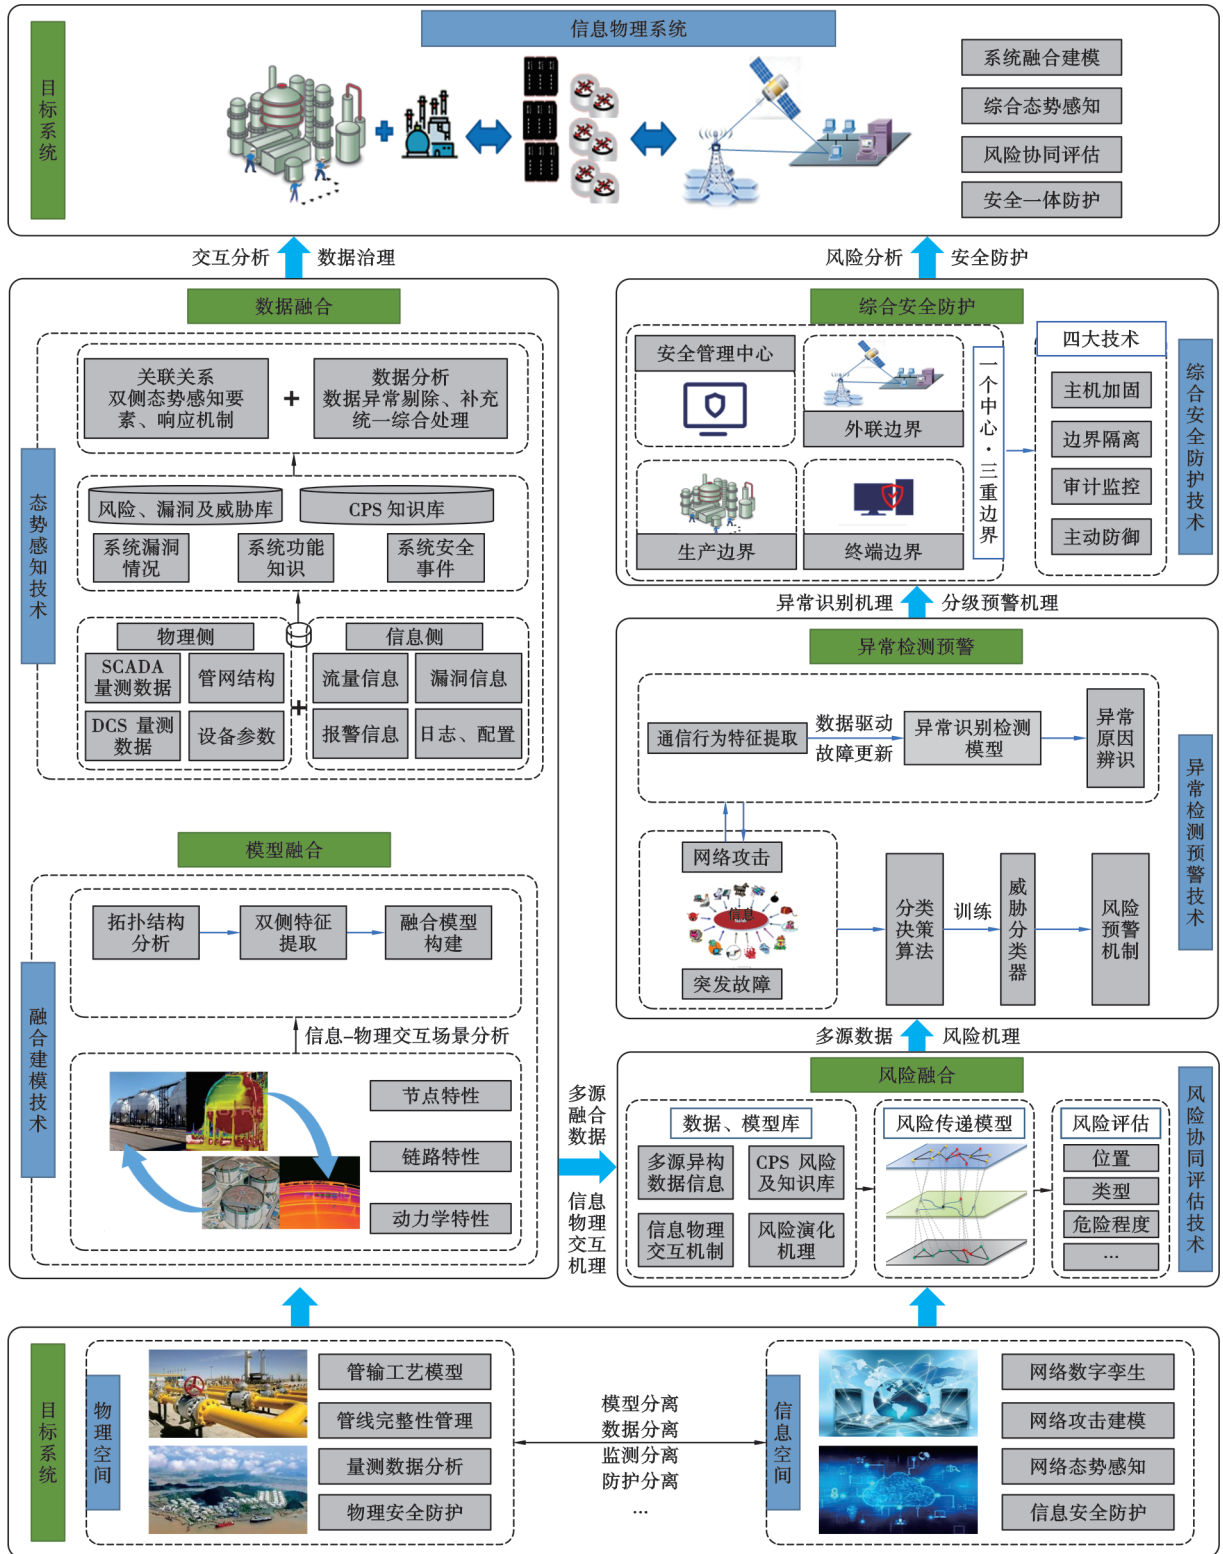 目标系统
信息物理系统
系统融合建模
综合态势感知
风险协同评估
安全一体防护
交互分析
数据治理
风险分析
安全防护
数据融合
态势感知技术
关联关系
双侧态势感知要
素、响应机制
+
数据分析
数据异常剔除、补充
统一综合处理
风险、漏洞及威胁库
CPS 知识库
系统漏洞
情况
系统功能
知识
系统安全
事件
物理侧
SCADA
量测数据
管网结构
DCS 量测
数据
设备参数
+
信息侧
流量信息
漏洞信息
报警信息
日志、配置
模型融合
融合建模技术
拓扑结构
分析
双侧特征
提取
融合模型
构建
信息–物理交互场景分析
节点特性
链路特性
动力学特性
多源
融合
数据
信息
物理
交互
机理
综合安全防护
安全管理中心
外联边界
生产边界
终端边界
一个中心·三重边界
四大技术
主机加固
边界隔离
审计监控
主动防御
综合安全防护技术
异常识别机理
分级预警机理
异常检测预警
通信行为特征提取
数据驱动
故障更新
异常识别检测
模型
异常
原因
辨识
异常检测预警技术
网络攻击
信息
突发故障
分类
决策
算法
训练
威胁分类器
风险
预警
机制
多源数据
风险机理
风险融合
数据、模型库
多源异构
数据信息
CPS 风险
及知识库
信息物理
交互机制
风险演化
机理
风险传递模型
风险评估
位置
类型
危险程度
...
风险协同评估技术
目标系统
物理空间
管输工艺模型
管线完整性管理
量测数据分析
物理安全防护
模型分离
数据分离
监测分离
防护分离
...
信息空间
网络数字孪生
网络攻击建模
网络态势感知
信息安全防护